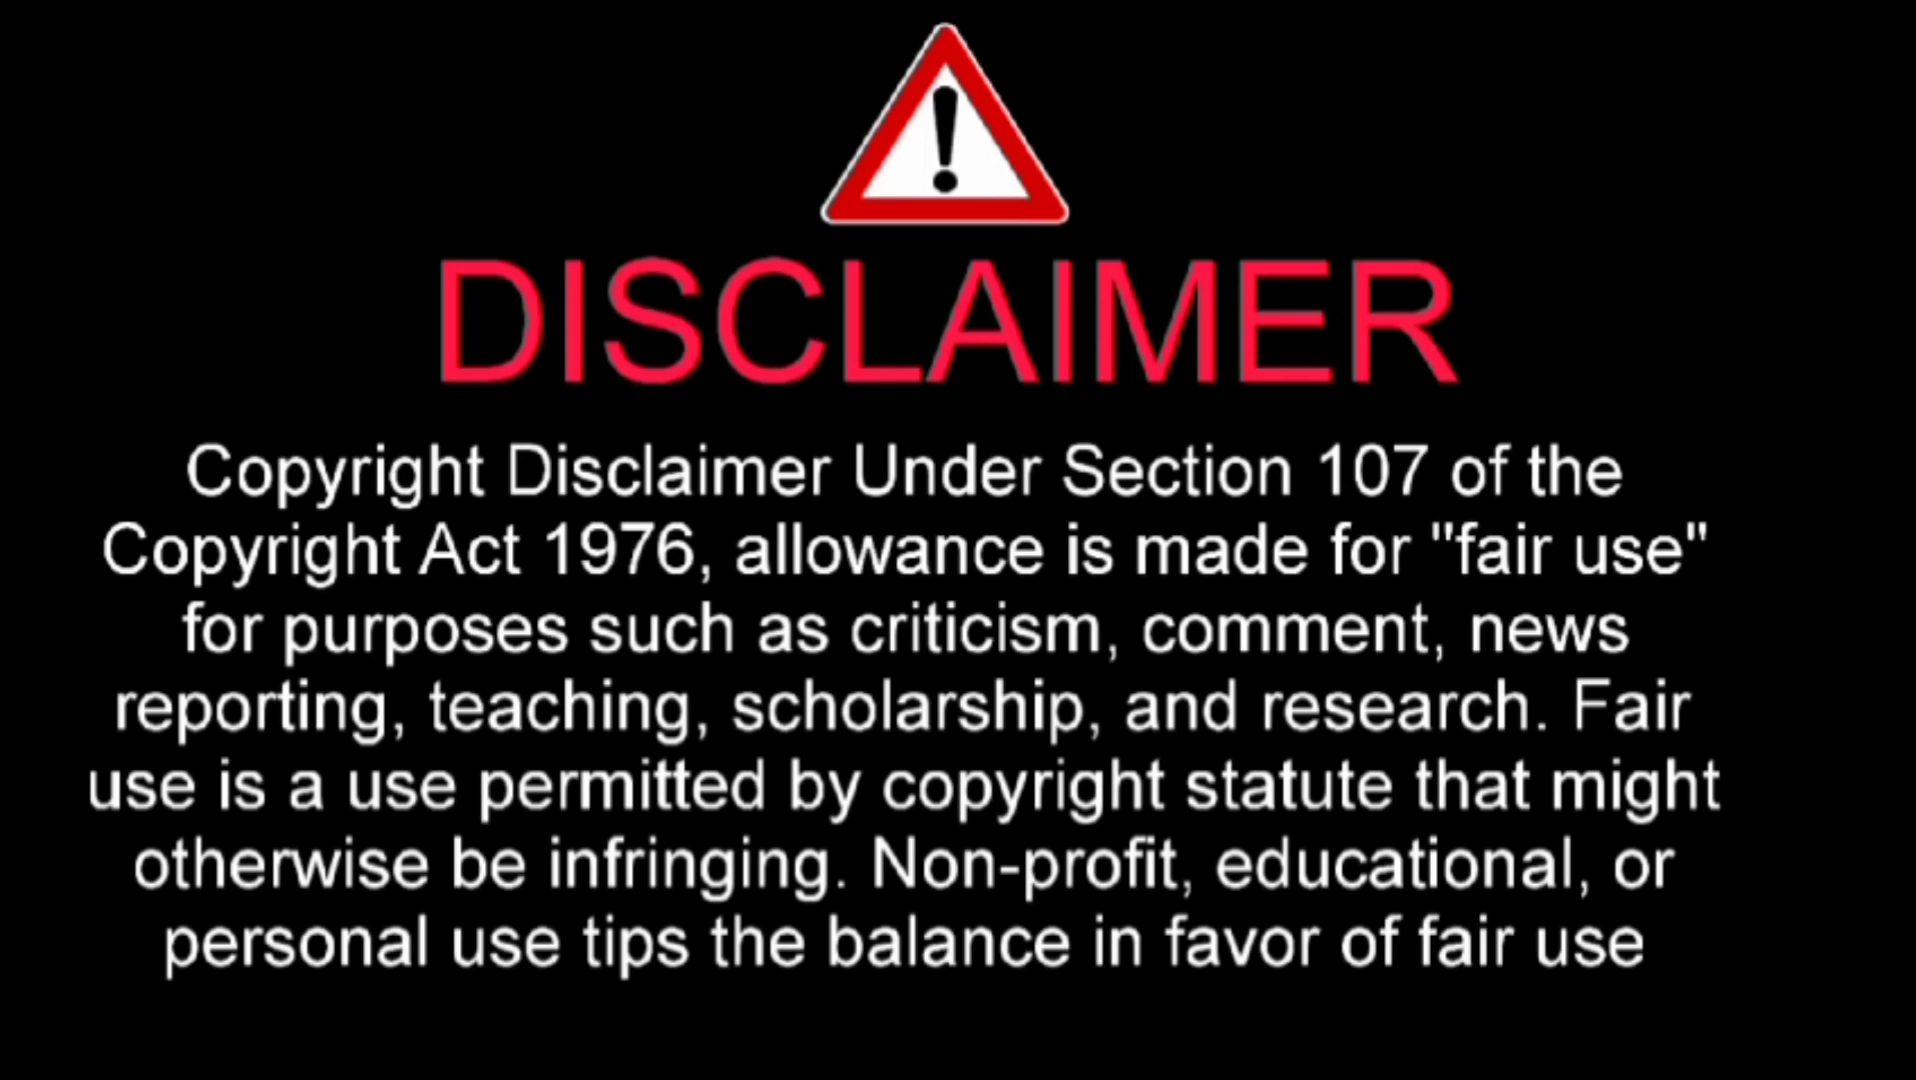 DISCLAIMER
Copyright Disclaimer Under Section 107 of the
Copyright Act 1976, allowance is made for "fair use"
for purposes such as criticism, comment, news
reporting, teaching, scholarship, and research. Fair
use is a use permitted by copyright statute that might
otherwise be infringing. Non-profit, educational, or
personal use tips the balance in favor of fair use